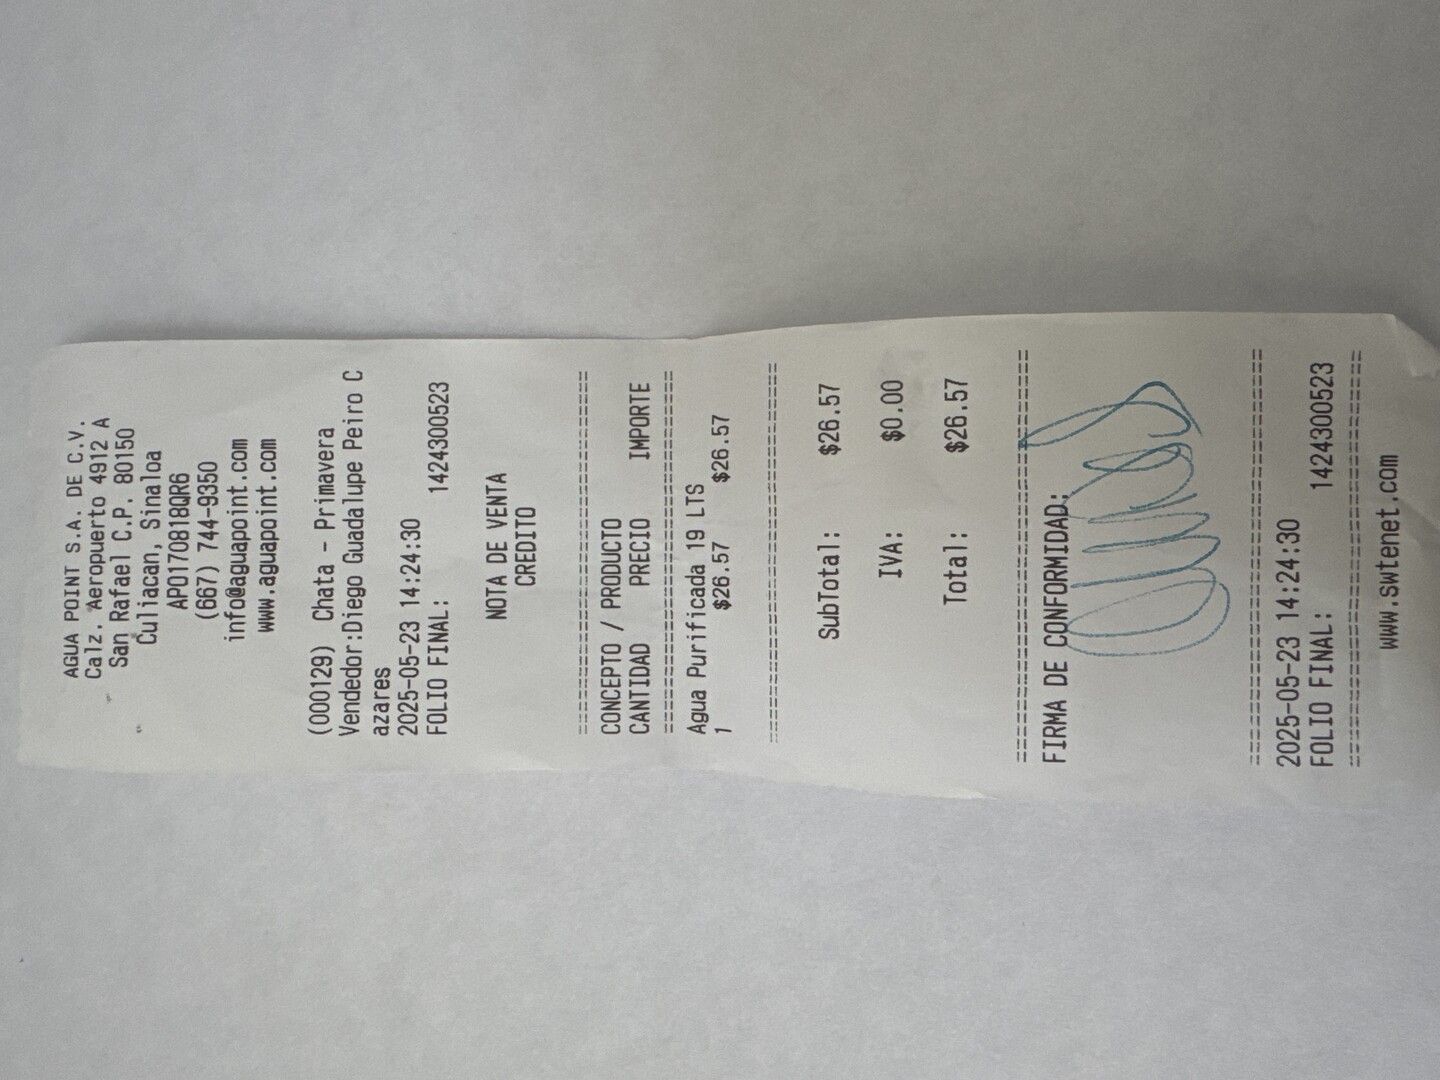 AGUA POINT S.A. DE C.V.
Calz. Aeropuerto 4912 A
San Rafael C.P. 80150
Culiacan, Sinaloa
APO170818QR6
(667) 744-9350
info@aguapoint.com
www.aguapoint.com
(000129) Chata - Primavera
Vendedor:Diego Guadalupe Peiro C
azares
2025-05-23 14:24:30
FOLIO FINAL: 1424300523
NOTA DE VENTA
CREDITO
================================
CONCEPTO / PRODUCTO
CANTIDAD PRECIO IMPORTE
================================
Agua Purificada 19 LTS
1 $26.57 $26.57
================================
SubTotal: $26.57
IVA: $0.00
Total: $26.57
================================
FIRMA DE CONFORMIDAD:
================================
2025-05-23 14:24:30
FOLIO FINAL: 1424300523
================================
www.swtenet.com